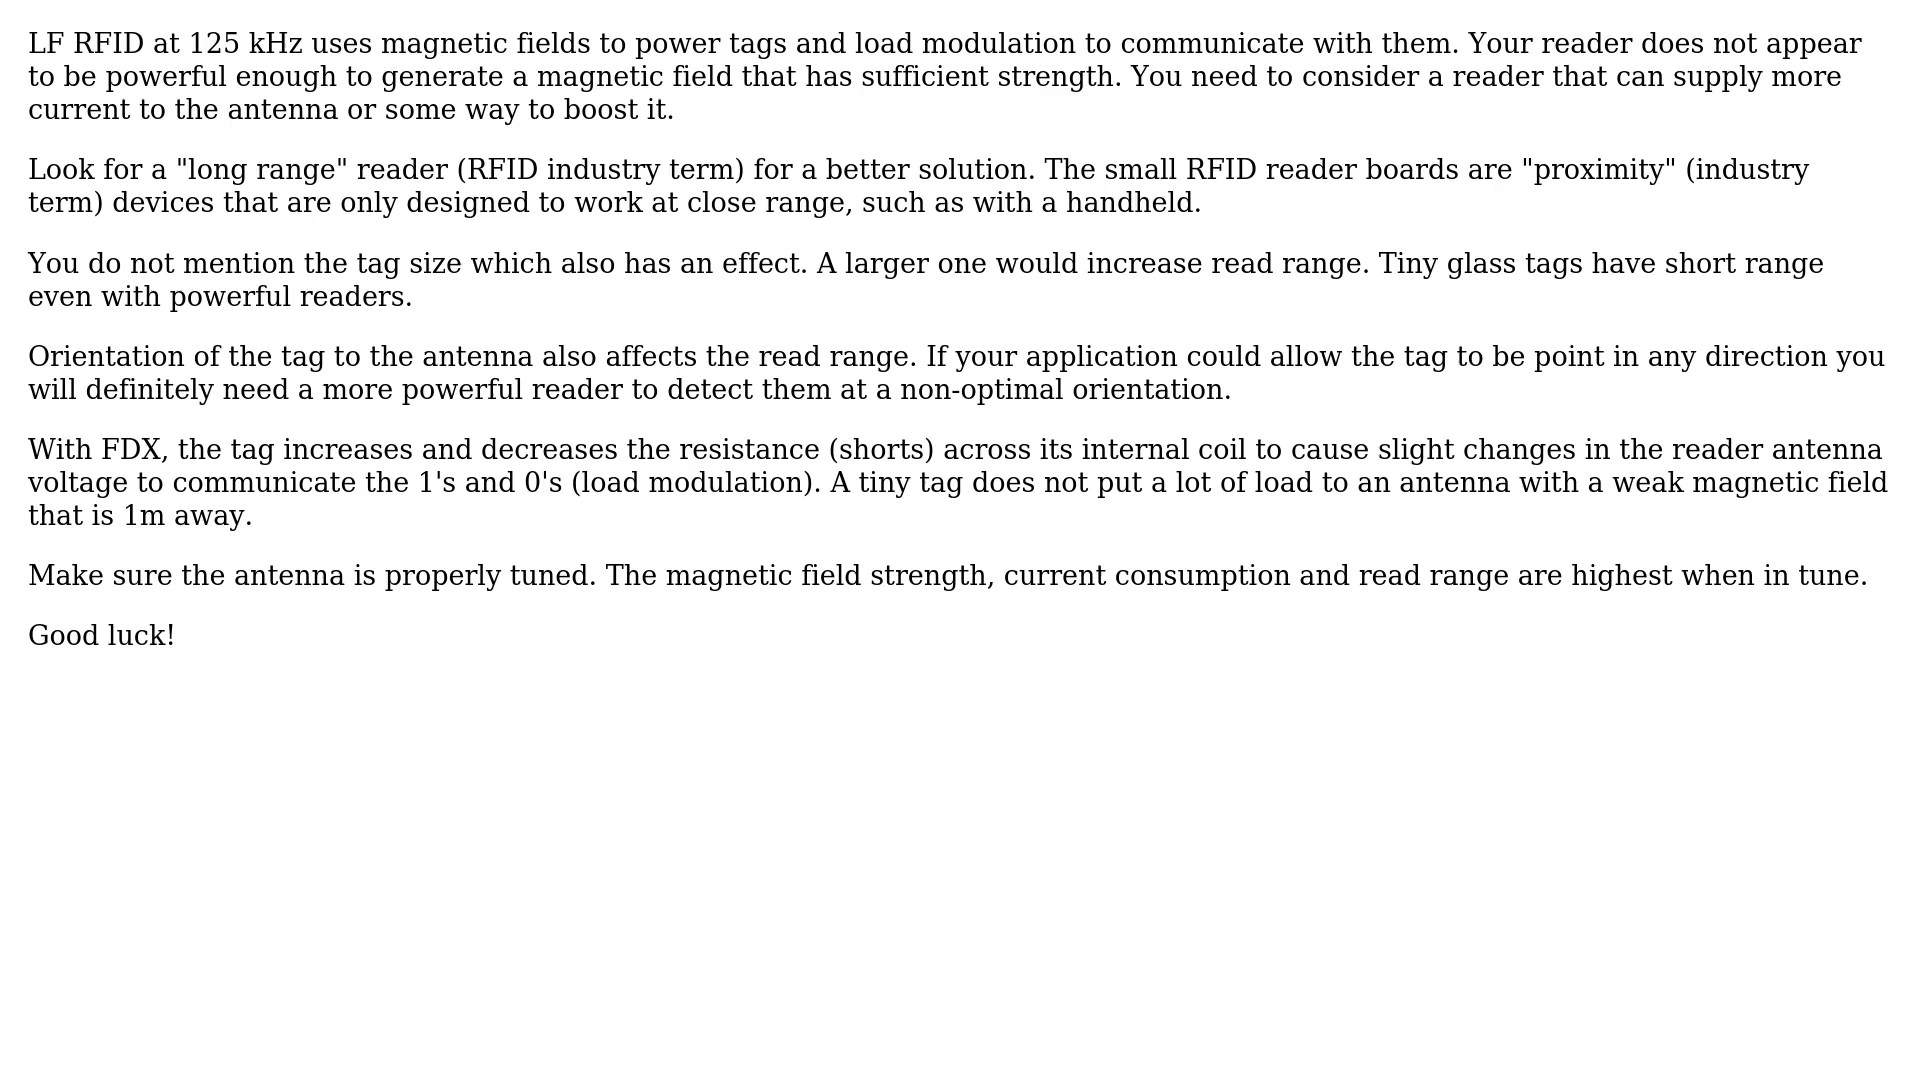 LF RFID at 125 kHz uses magnetic fields to power tags and load modulation to communicate with them. Your reader does not appear
to be powerful enough to generate a magnetic field that has sufficient strength. You need to consider a reader that can supply more
current to the antenna or some way to boost it.
Look for a "long range" reader (RFID industry term) for a better solution. The small RFID reader boards are "proximity" (industry
term) devices that are only designed to work at close range, such as with a handheld.
You do not mention the tag size which also has an effect. A larger one would increase read range. Tiny glass tags have short range
even with powerful readers.
Orientation of the tag to the antenna also affects the read range. If your application could allow the tag to be point in any direction you
will definitely need a more powerful reader to detect them at a non-optimal orientation.
With FDX, the tag increases and decreases the resistance (shorts) across its internal coil to cause slight changes in the reader antenna
voltage to communicate the 1's and 0's (load modulation). A tiny tag does not put a lot of load to an antenna with a weak magnetic field
that is 1m away.
Make sure the antenna is properly tuned. The magnetic field strength, current consumption and read range are highest when in tune.
Good luck!